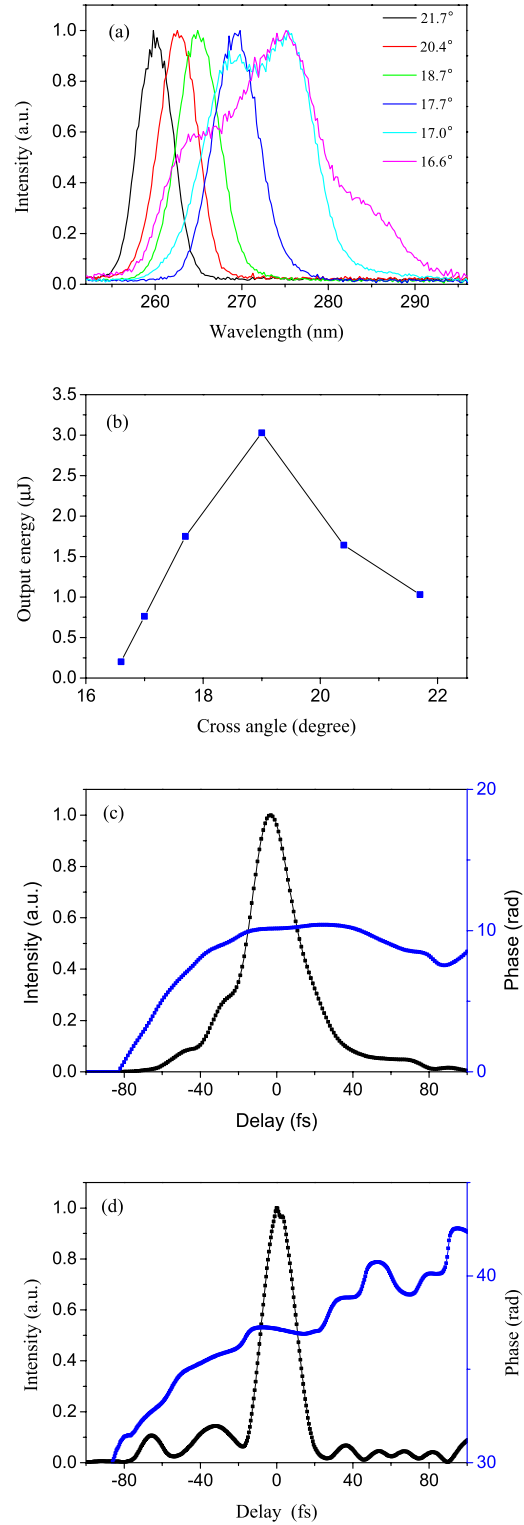 (a)
21.7°
20.4°
18.7°
17.7°
17.0°
16.6°
Intensity (a.u.)
1.0
0.8
0.6
0.4
0.2
0.0
260 270 280 290
Wavelength (nm)
(b)
Output energy (μJ)
3.5
3.0
2.5
2.0
1.5
1.0
0.5
0.0
16 18 20 22
Cross angle (degree)
(c)
Intensity (a.u.)
1.0
0.8
0.6
0.4
0.2
0.0
20
10
0
Phase (rad)
-80 -40 0 40 80
Delay (fs)
(d)
Intensity (a.u.)
1.0
0.8
0.6
0.4
0.2
0.0
40
30
Phase (rad)
-80 -40 0 40 80
Delay (fs)